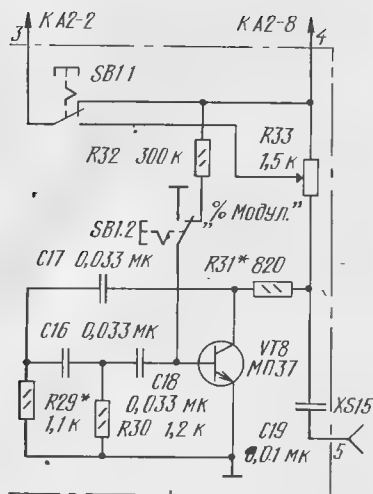 К А2-2
К А2-8
3
4
SB1.1
R32 300 к
R33
1,5 к
SB1.2
„% Модул."
C17 0,033 мк
R31* 820
C16 0,033 мк
VT8
МП37
C18
0,033 мк
R29*
1,1 к
R30 1,2 к
C19
0,01 мк
XS15
5